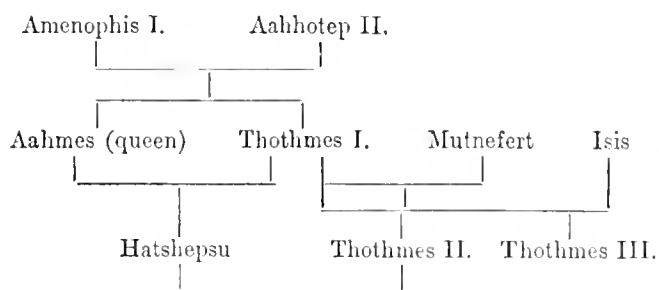 Amenophis I. Aahhotep II.
Aahmes (queen) Thothmes I. Mutnefert Isis
Hatshepsu Thothmes II. Thothmes III.